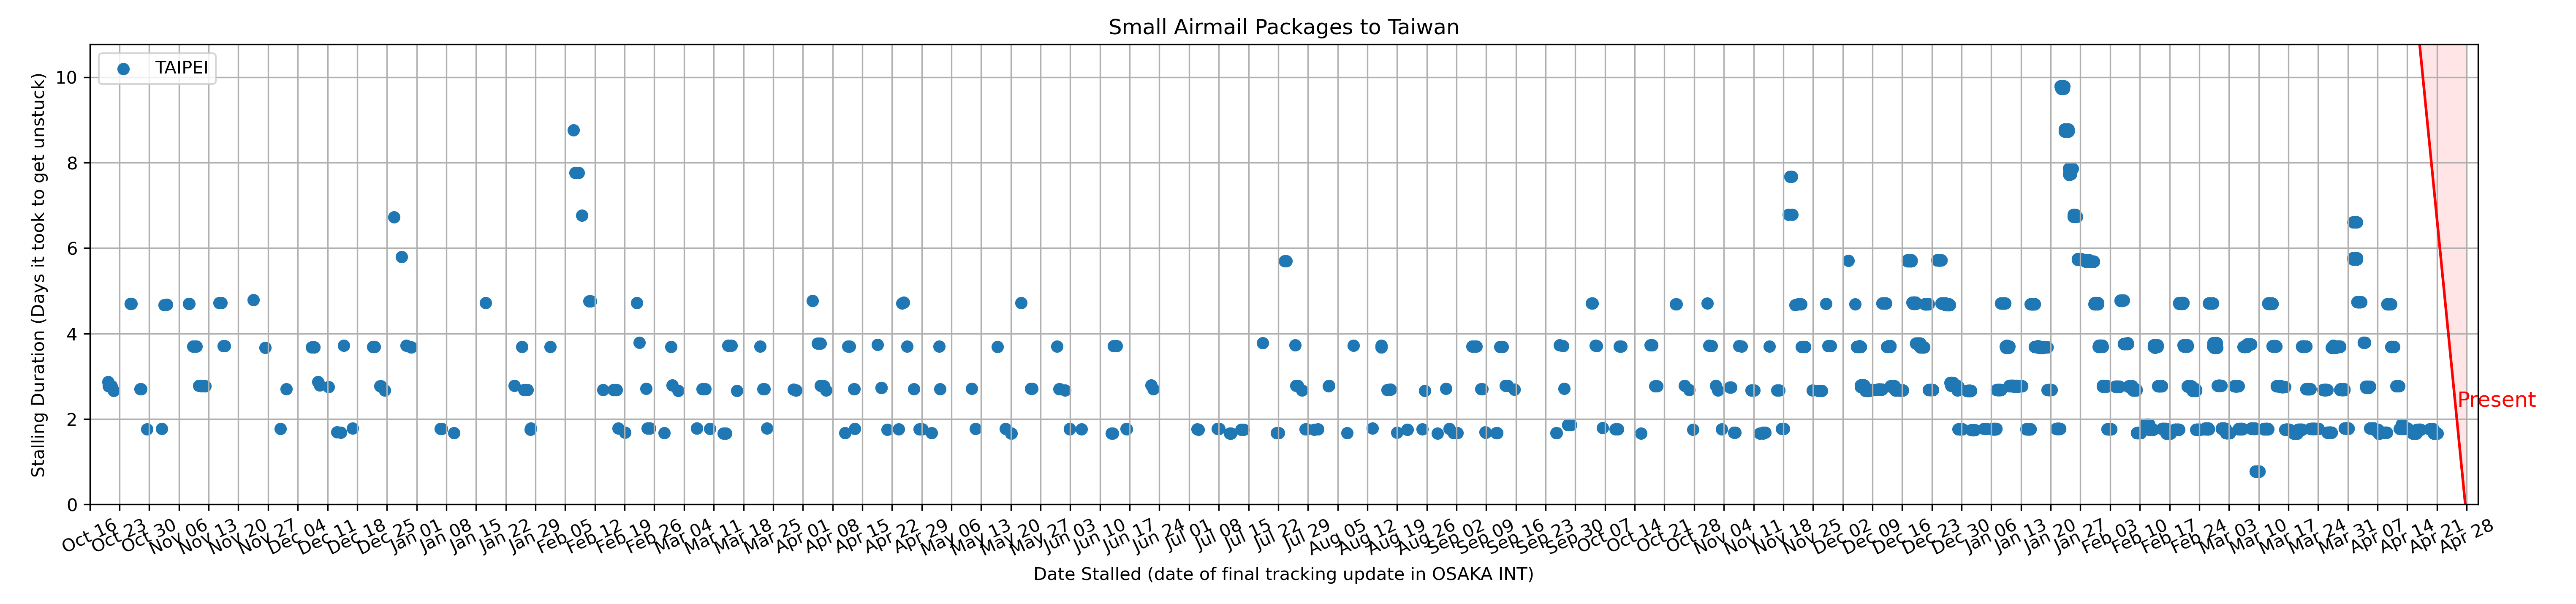 Small Airmail Packages to Taiwan
TAIPEI
Stalling Duration (Days it took to get unstuck)
10
8
6
4
2
0
Present
Oct 16 Oct 23 Oct 30 Nov 06 Nov 13 Nov 20 Nov 27 Dec 04 Dec 11 Dec 18 Dec 25 Jan 01 Jan 08 Jan 15 Jan 22 Jan 29 Feb 05 Feb 12 Feb 19 Feb 26 Mar 04 Mar 11 Mar 18 Mar 25 Apr 01 Apr 08 Apr 15 Apr 22 Apr 29 May 06 May 13 May 20 May 27 Jun 03 Jun 10 Jun 17 Jun 24 Jul 01 Jul 08 Jul 15 Jul 22 Jul 29 Aug 05 Aug 12 Aug 19 Aug 26 Sep 02 Sep 09 Sep 16 Sep 23 Sep 30 Oct 07 Oct 14 Oct 21 Oct 28 Nov 04 Nov 11 Nov 18 Nov 25 Dec 02 Dec 09 Dec 16 Dec 23 Dec 30 Jan 06 Jan 13 Jan 20 Jan 27 Feb 03 Feb 10 Feb 17 Feb 24 Mar 03 Mar 10 Mar 17 Mar 24 Mar 31 Apr 07 Apr 14 Apr 21 Apr 28
Date Stalled (date of final tracking update in OSAKA INT)